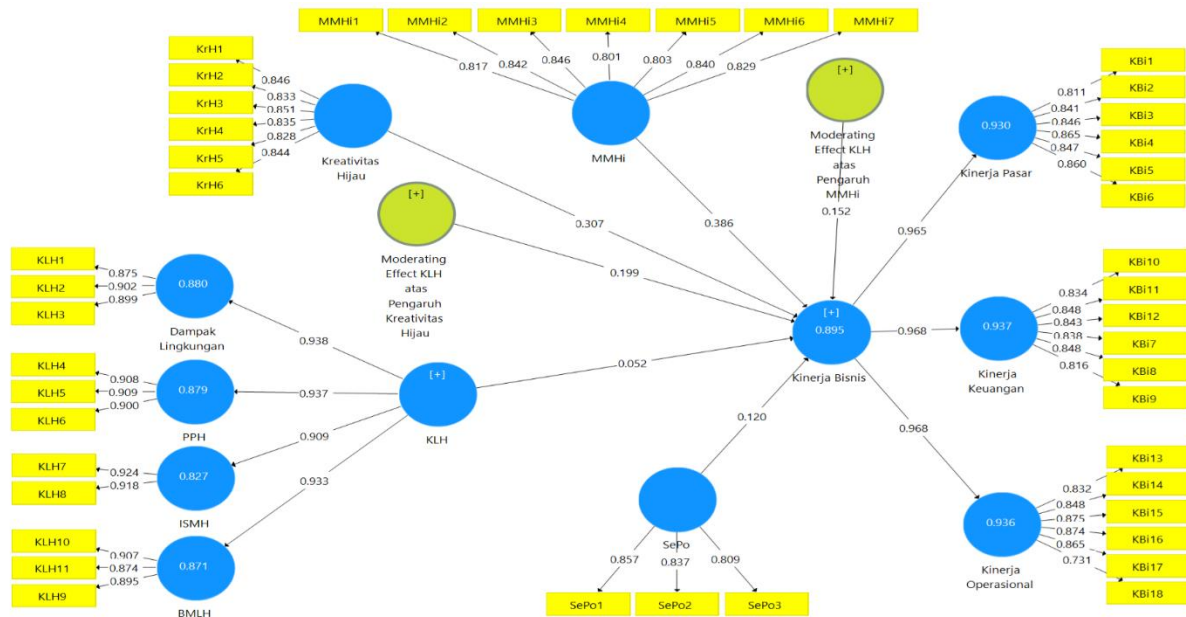 MMHi1
MMHi2
MMHi3
MMHi4
MMHi5
MMHi6
MMHi7
0.817
0.842
0.846
0.801
0.803
0.840
0.829
MMHi
KrH1
KrH2
KrH3
KrH4
KrH5
KrH6
0.846
0.833
0.851
0.835
0.828
0.844
Kreativitas
Hijau
[+]
Moderating
Effect KLH
atas
Pengaruh
MMHi
0.152
[+]
Moderating
Effect KLH
atas
Pengaruh
Kreativitas
Hijau
0.307
0.386
0.199
0.930
Kinerja Pasar
0.811
0.841
0.846
0.865
0.847
0.860
KBi1
KBi2
KBi3
KBi4
KBi5
KBi6
0.965
KLH1
KLH2
KLH3
0.875
0.902
0.899
0.880
Dampak
Lingkungan
0.938
KLH4
KLH5
KLH6
0.908
0.909
0.900
0.879
PPH
0.937
[+]
KLH
0.052
KLH7
KLH8
0.924
0.918
0.827
ISMH
0.909
KLH10
KLH11
KLH9
0.907
0.874
0.895
0.871
BMLH
0.933
[+]
0.895
Kinerja Bisnis
0.968
0.937
Kinerja
Keuangan
0.834
0.848
0.843
0.838
0.848
0.816
KBi10
KBi11
KBi12
KBi7
KBi8
KBi9
0.120
SePo
0.857
0.837
0.809
SePo1
SePo2
SePo3
0.968
0.936
Kinerja
Operasional
0.832
0.848
0.875
0.874
0.865
0.731
KBi13
KBi14
KBi15
KBi16
KBi17
KBi18